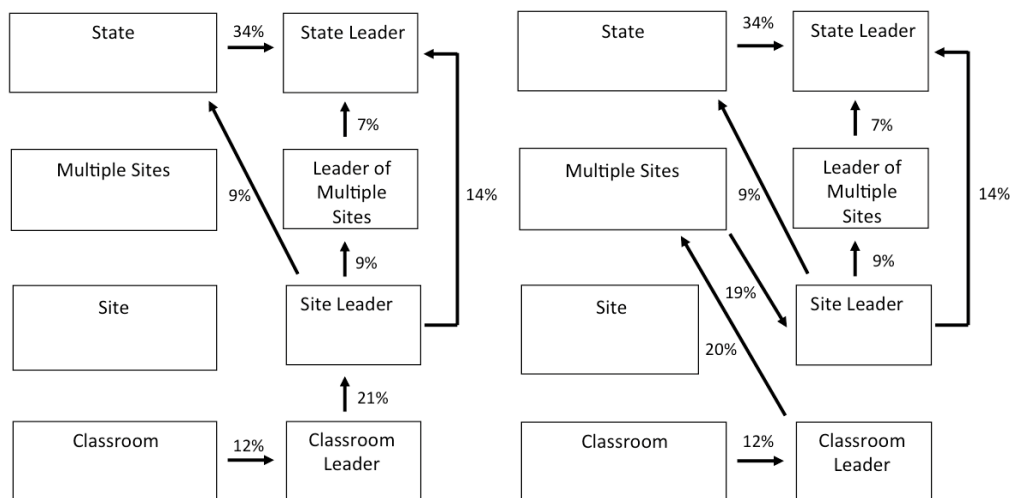 State
34%
State Leader
7%
Multiple Sites
9%
Leader of
Multiple
Sites
14%
9%
Site
Site Leader
21%
Classroom
12%
Classroom
Leader
State
34%
State Leader
7%
Multiple Sites
9%
Leader of
Multiple
Sites
14%
9%
19%
Site
Site Leader
20%
Classroom
12%
Classroom
Leader